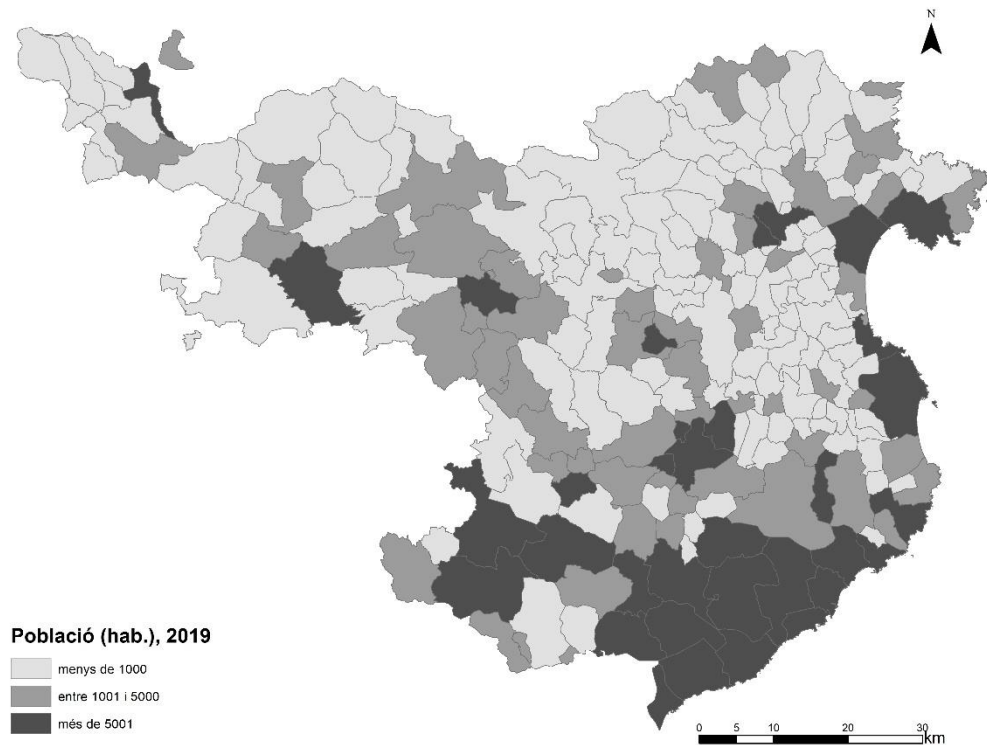 N
Població (hab.), 2019
menys de 1000
entre 1001 i 5000
més de 5001
0 5 10 20 30
km